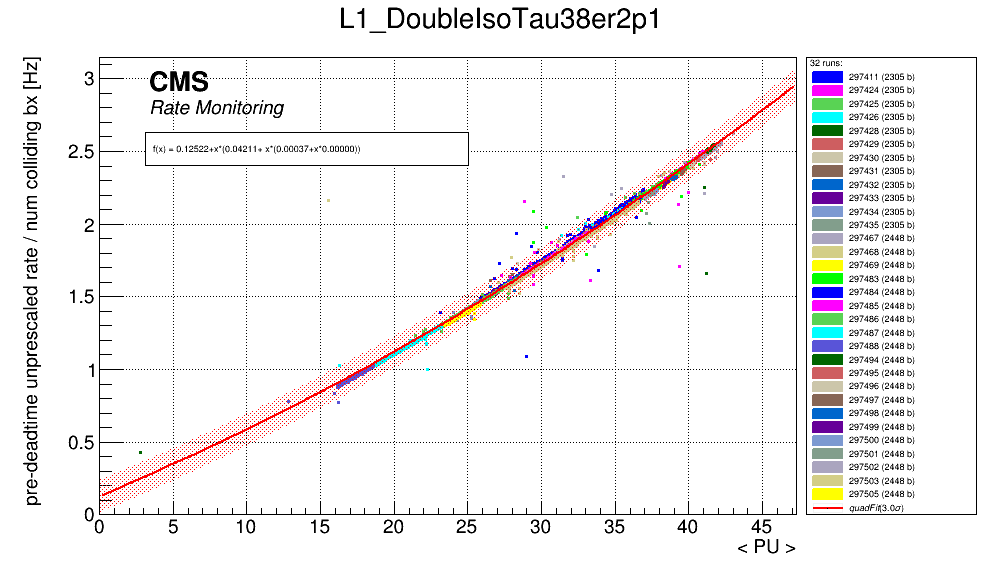 L1_DoubleIsoTau38er2p1
pre-deadtime unprescaled rate / num colliding bx [Hz]
CMS
Rate Monitoring
f(x) = 0.12522+x*(0.04211+ x*(0.00037+x*0.00000))
3
2.5
2
1.5
1
0.5
0
0 5 10 15 20 25 30 35 40 45
< PU >
32 runs:
297411 (2305 b)
297424 (2305 b)
297425 (2305 b)
297426 (2305 b)
297428 (2305 b)
297429 (2305 b)
297430 (2305 b)
297431 (2305 b)
297432 (2305 b)
297433 (2305 b)
297434 (2305 b)
297435 (2305 b)
297467 (2448 b)
297468 (2448 b)
297469 (2448 b)
297483 (2448 b)
297484 (2448 b)
297485 (2448 b)
297486 (2448 b)
297487 (2448 b)
297488 (2448 b)
297494 (2448 b)
297495 (2448 b)
297496 (2448 b)
297497 (2448 b)
297498 (2448 b)
297499 (2448 b)
297500 (2448 b)
297501 (2448 b)
297502 (2448 b)
297503 (2448 b)
297505 (2448 b)
quadFit(3.0σ)